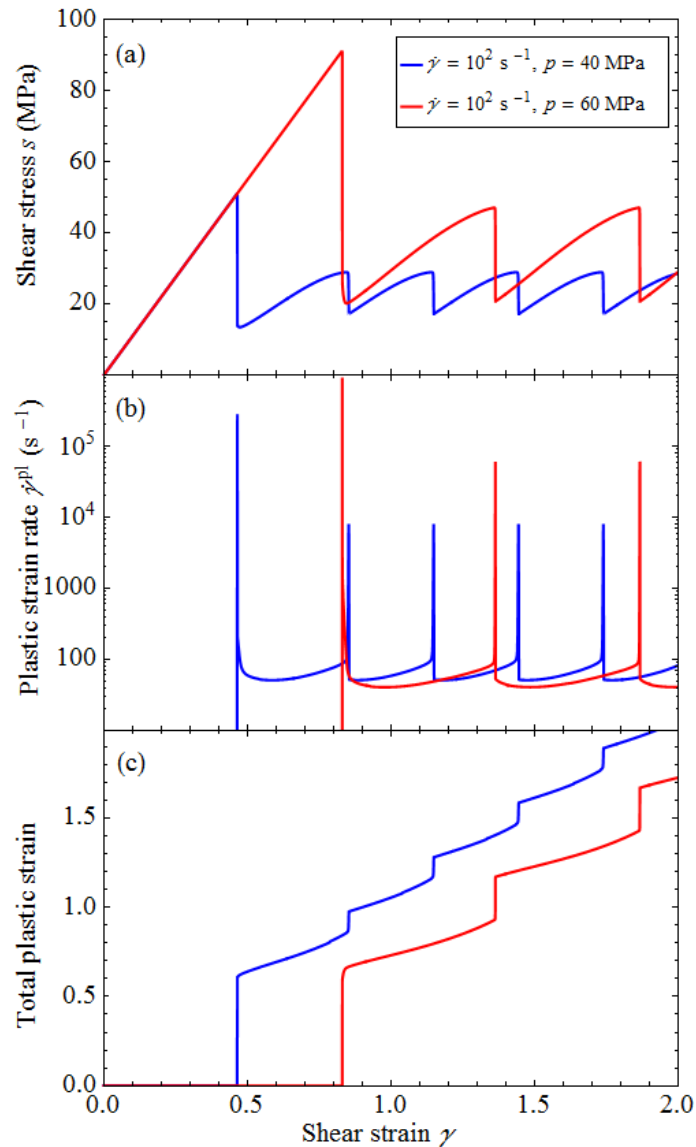 (a)
γ̇ = 10² s⁻¹, p = 40 MPa
γ̇ = 10² s⁻¹, p = 60 MPa
Shear stress s (MPa)
100
80
60
40
20
(b)
Plastic strain rate γ̇ᵖˡ (s⁻¹)
10⁵
10⁴
1000
100
(c)
Total plastic strain
1.5
1.0
0.5
0.0
0.0 0.5 1.0 1.5 2.0
Shear strain γ